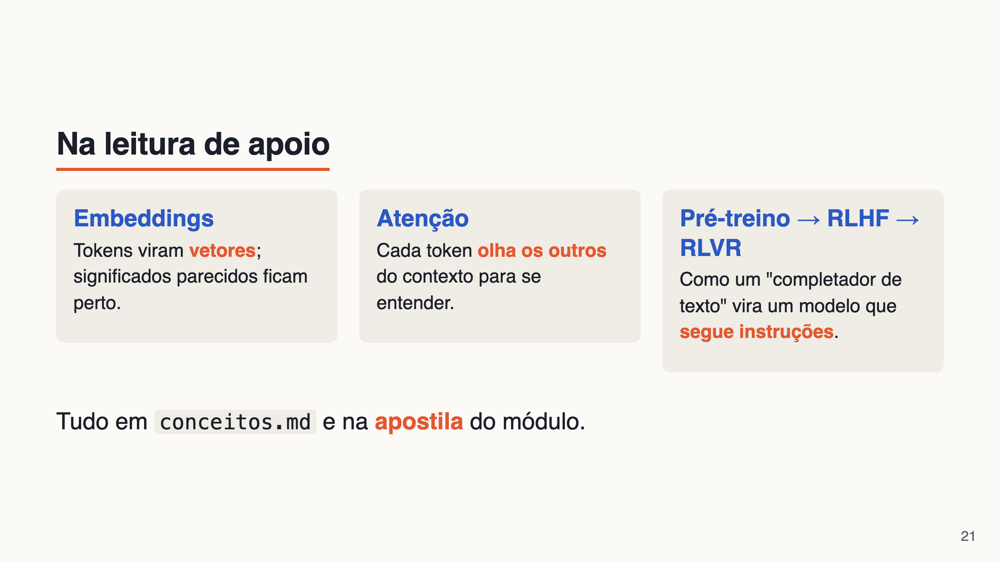 Na leitura de apoio
Embeddings
Tokens viram vetores;
significados parecidos ficam
perto.
Atenção
Cada token olha os outros
do contexto para se
entender.
Pré-treino → RLHF →
RLVR
Como um "completador de
texto" vira um modelo que
segue instruções.
Tudo em conceitos.md e na apostila do módulo.
21